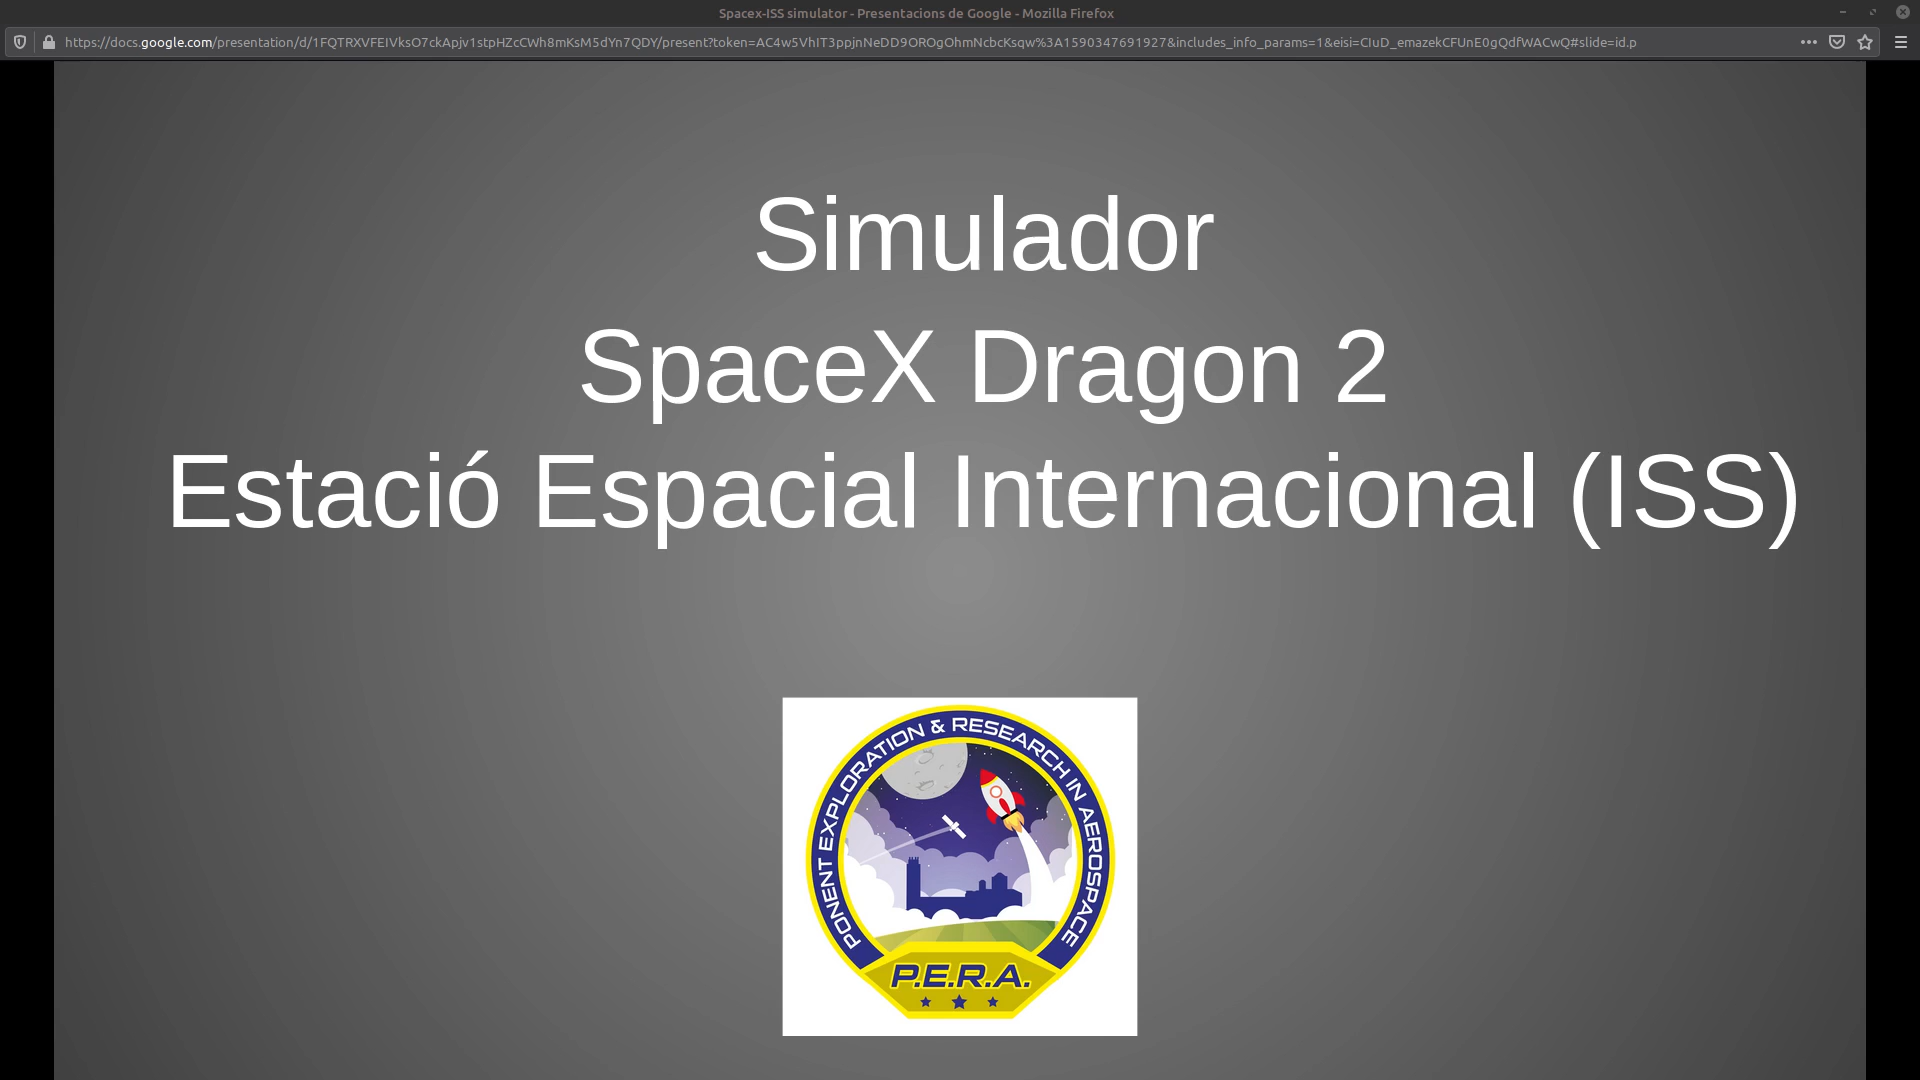 Spacex-ISS simulator - Presentacions de Google - Mozilla Firefox
https://docs.google.com/presentation/d/1FQTRXVFEIVksO7ckApjv1stpHZcCWh8mKsM5dYn7QDY/present?token=AC4w5VhIT3ppjnNeDD9OROgOhmNcbcKsqw%3A1590347691927&includes_info_params=1&eisi=CIuD_emazekCFUnE0gQdfWACwQ#slide=id.p
Simulador
SpaceX Dragon 2
Estació Espacial Internacional (ISS)
PONENT EXPLORATION & RESEARCH IN AEROSPACE
P.E.R.A.